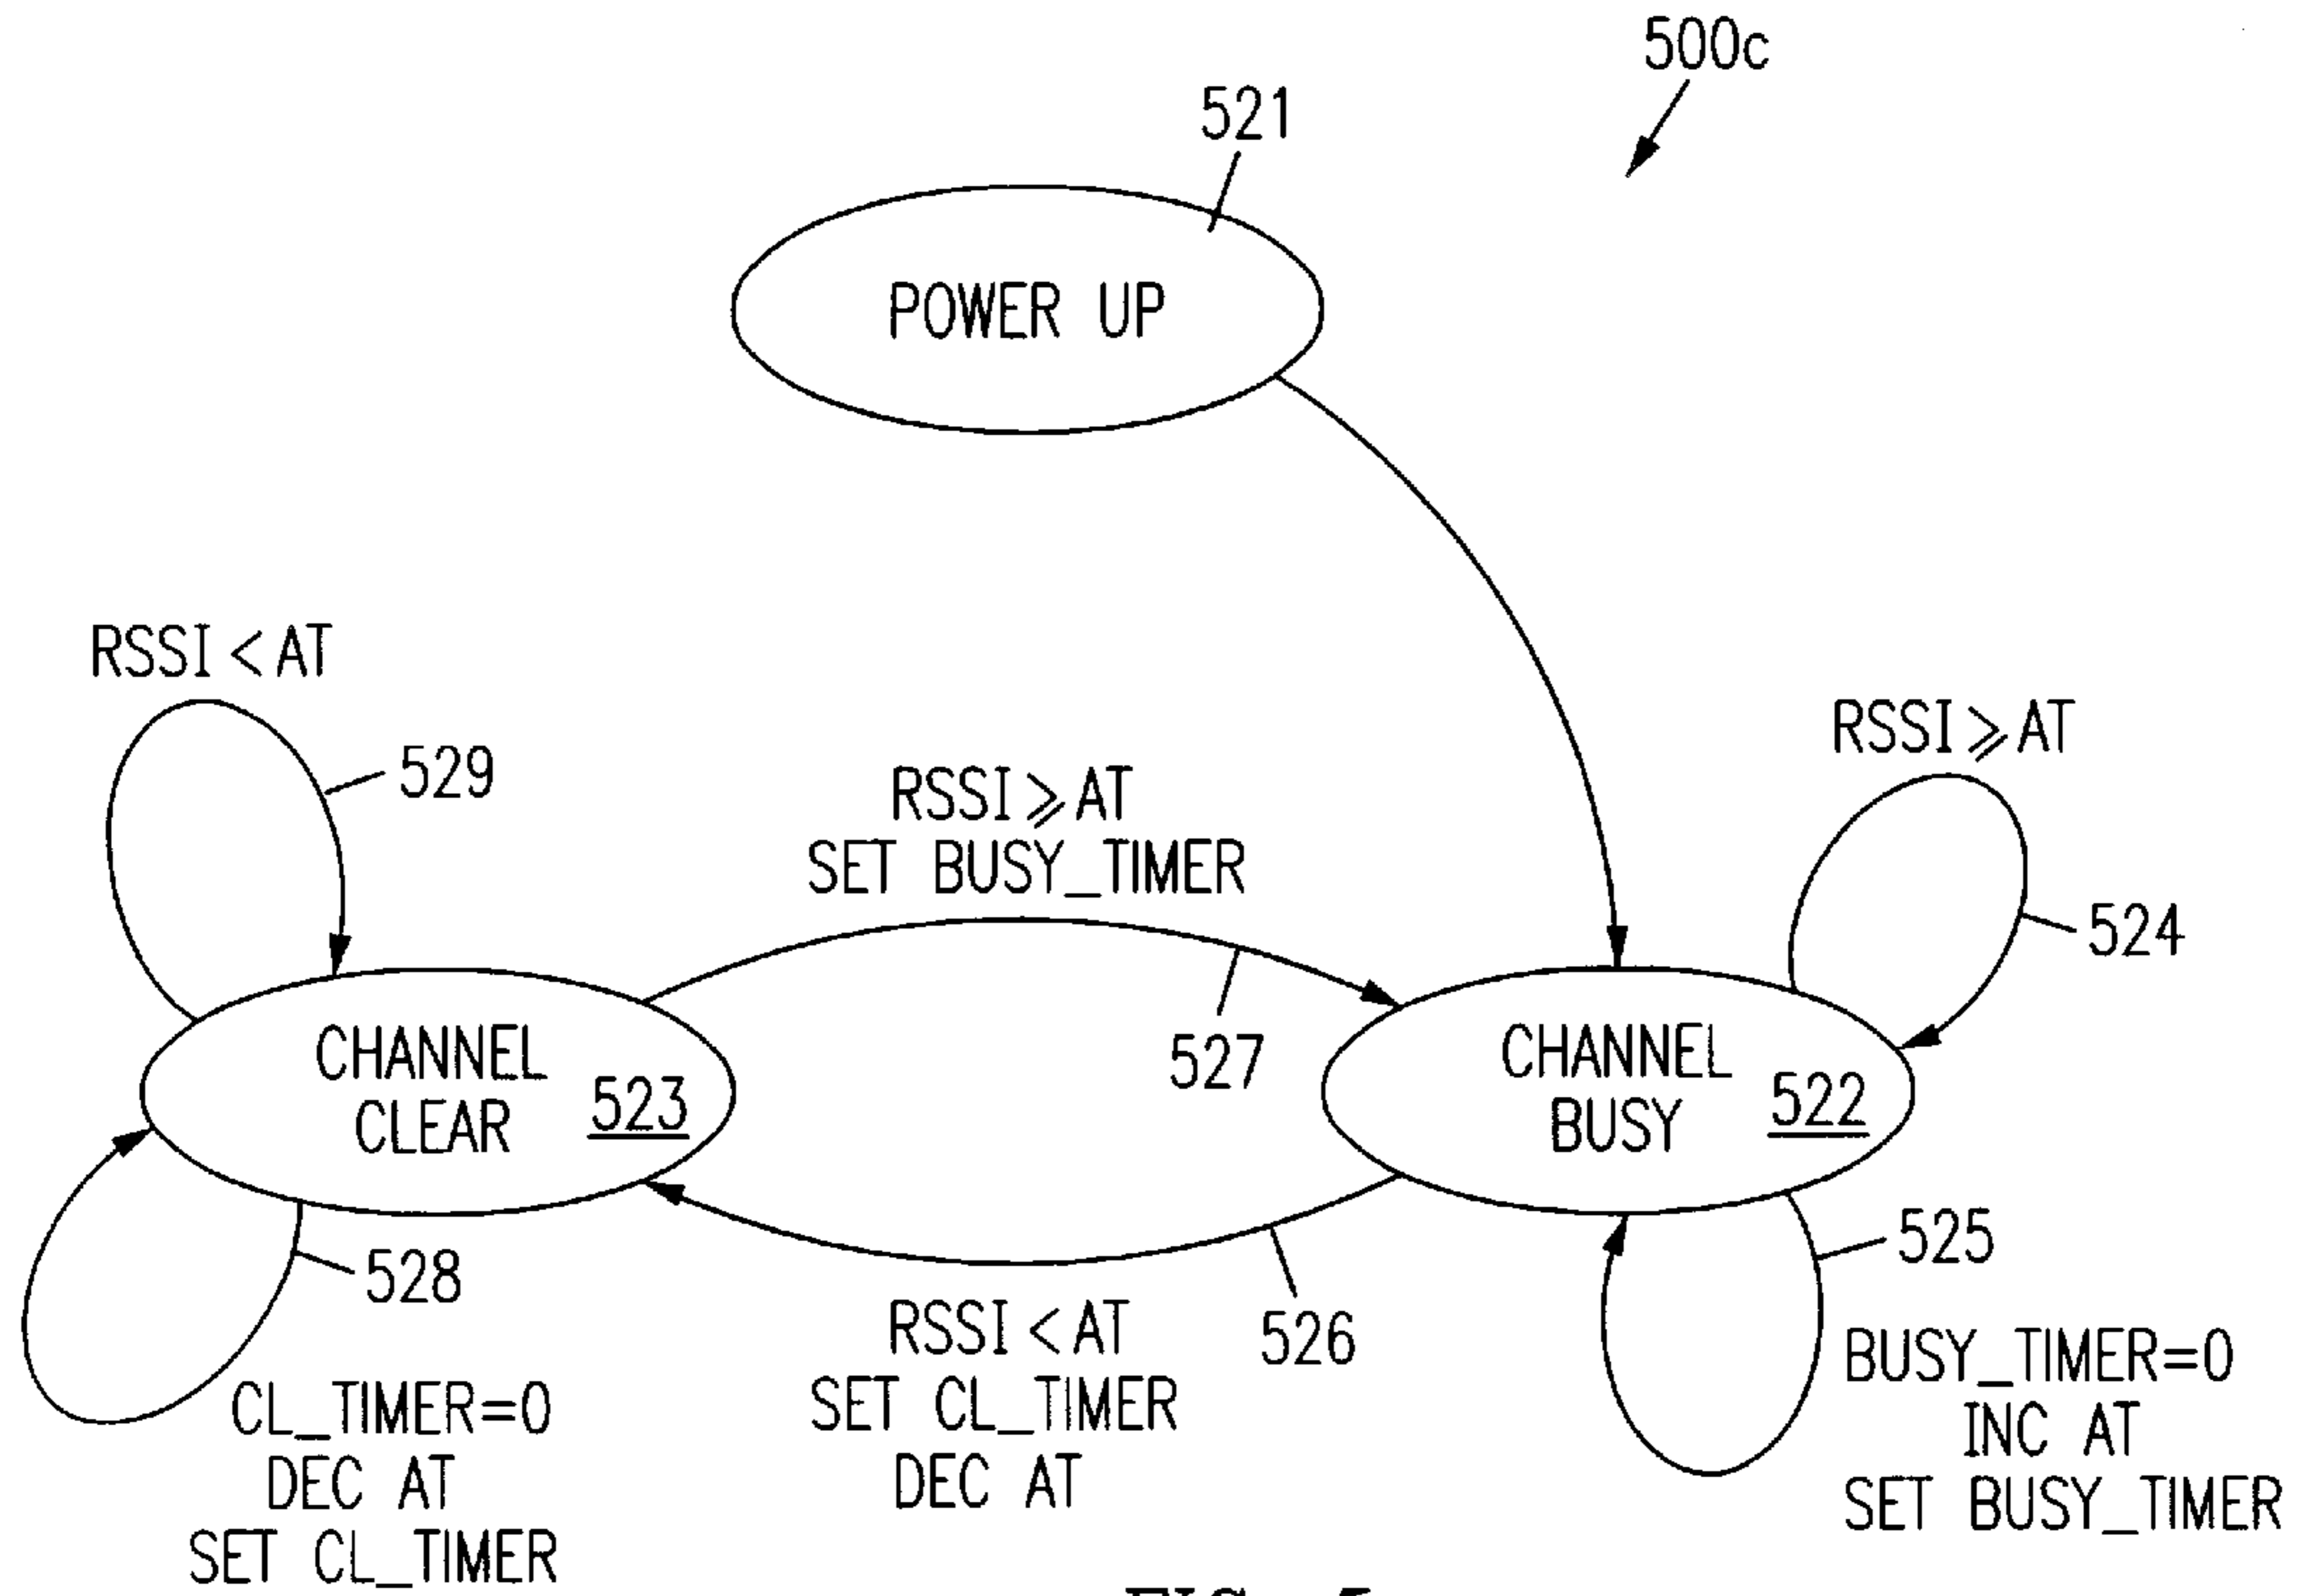 500c
521
POWER UP
RSSI < AT
529
RSSI ⩾ AT
SET BUSY_TIMER
527
RSSI ⩾ AT
524
CHANNEL
CLEAR
523
CHANNEL
BUSY
522
528
CL_TIMER=0
DEC AT
SET CL_TIMER
526
RSSI < AT
SET CL_TIMER
DEC AT
525
BUSY_TIMER=0
INC AT
SET BUSY_TIMER